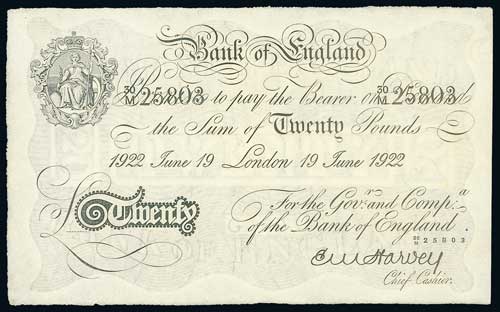 Bank of England
30/M 25803 to pay the Bearer on Demand 30/M 25803
the Sum of Twenty Pounds
1922 June 19 London 19 June 1922
For the Govr. and Compa.
of the Bank of England.
£Twenty
30/M 25803
E M Harvey
Chief Cashier.